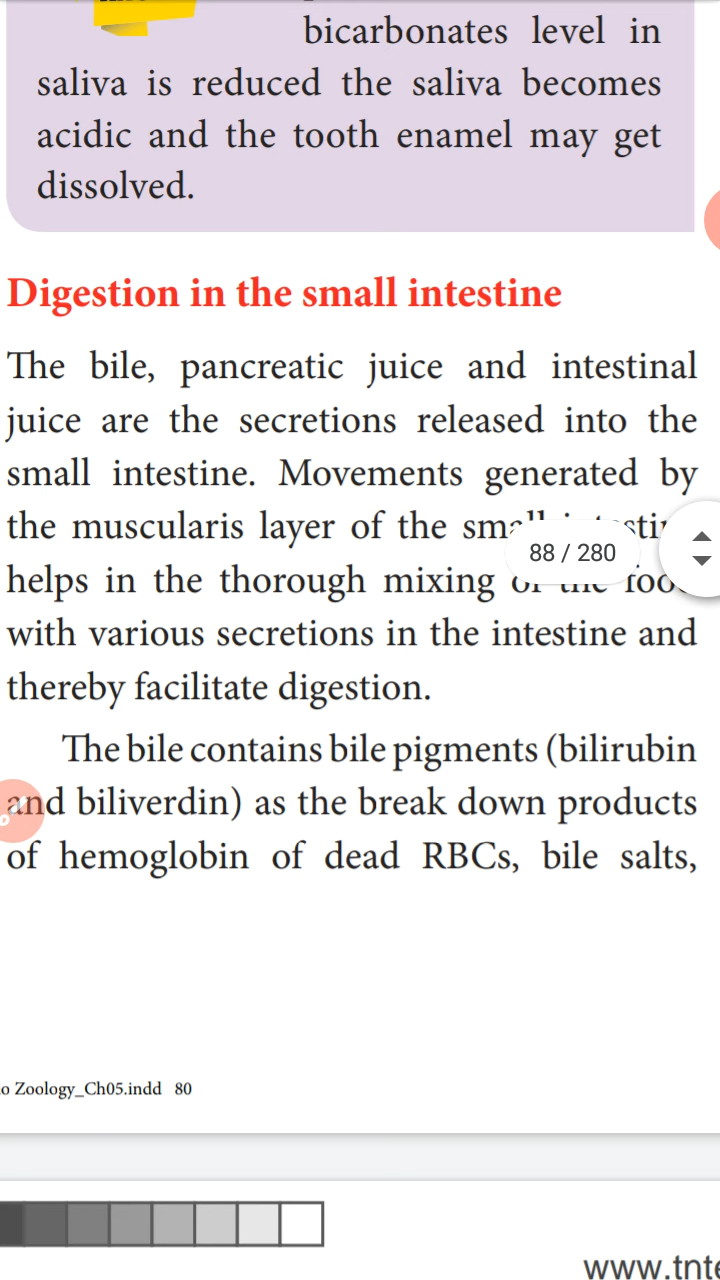 bicarbonates level in
saliva is reduced the saliva becomes
acidic and the tooth enamel may get
dissolved.
Digestion in the small intestine
The bile, pancreatic juice and intestinal
juice are the secretions released into the
small intestine. Movements generated by
the muscularis layer of the
88 / 280
helps in the thorough mixing
with various secretions in the intestine and
thereby facilitate digestion.
The bile contains bile pigments (bilirubin
and biliverdin) as the break down products
of hemoglobin of dead RBCs, bile salts,
o Zoology_Ch05.indd 80
www.tnte